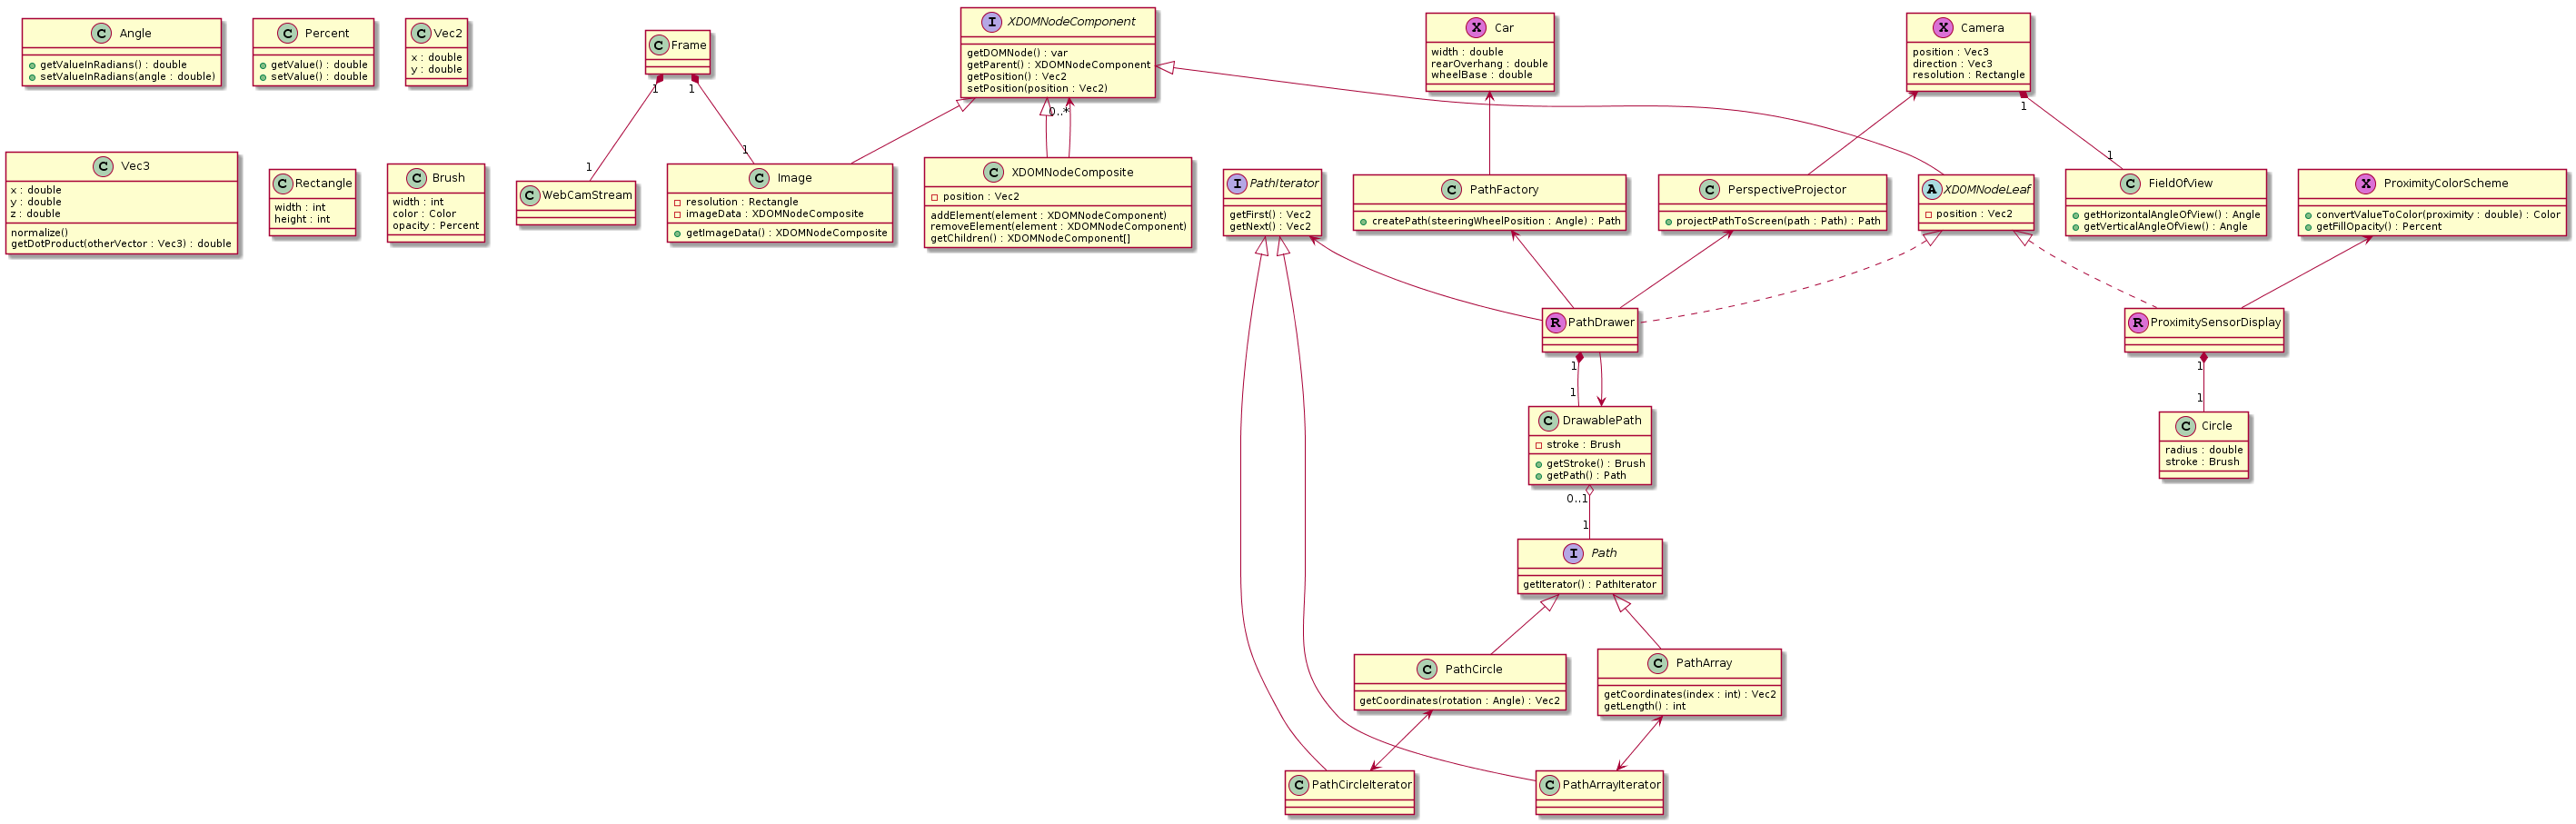 C Angle
getValueInRadians() : double
setValueInRadians(angle : double)
C Percent
getValue() : double
setValue() : double
C Vec2
x : double
y : double
C Frame
1
1
I XDOMNodeComponent
getDOMNode() : var
getParent() : XDOMNodeComponent
getPosition() : Vec2
setPosition(position : Vec2)
0..*
X Car
width : double
rearOverhang : double
wheelBase : double
X Camera
position : Vec3
direction : Vec3
resolution : Rectangle
1
C Vec3
x : double
y : double
z : double
normalize()
getDotProduct(otherVector : Vec3) : double
C Rectangle
width : int
height : int
C Brush
width : int
color : Color
opacity : Percent
1
C WebCamStream
1
C Image
resolution : Rectangle
imageData : XDOMNodeComposite
getImageData() : XDOMNodeComposite
C XDOMNodeComposite
position : Vec2
addElement(element : XDOMNodeComponent)
removeElement(element : XDOMNodeComponent)
getChildren() : XDOMNodeComponent[]
I PathIterator
getFirst() : Vec2
getNext() : Vec2
C PathFactory
createPath(steeringWheelPosition : Angle) : Path
C PerspectiveProjector
projectPathToScreen(path : Path) : Path
A XDOMNodeLeaf
position : Vec2
1
C FieldOfView
getHorizontalAngleOfView() : Angle
getVerticalAngleOfView() : Angle
X ProximityColorScheme
convertValueToColor(proximity : double) : Color
getFillOpacity() : Percent
R PathDrawer
1
1
R ProximitySensorDisplay
1
1
C DrawablePath
stroke : Brush
getStroke() : Brush
getPath() : Path
0..1
1
C Circle
radius : double
stroke : Brush
I Path
getIterator() : PathIterator
C PathCircle
getCoordinates(rotation : Angle) : Vec2
C PathArray
getCoordinates(index : int) : Vec2
getLength() : int
C PathCircleIterator
C PathArrayIterator